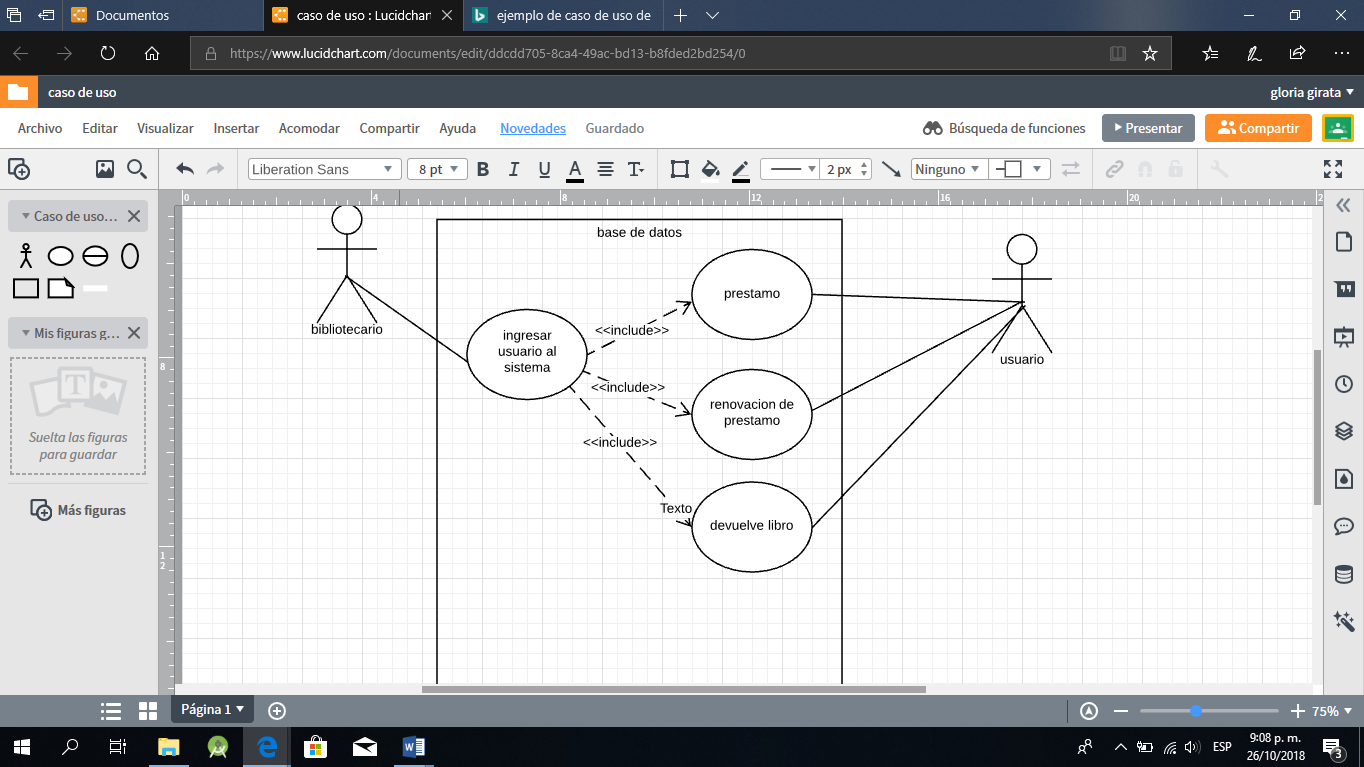 Documentos
caso de uso : Lucidchart
ejemplo de caso de uso de
https://www.lucidchart.com/documents/edit/ddcdd705-8ca4-49ac-bd13-b8fded2bd254/0
caso de uso
gloria girata
Archivo Editar Visualizar Insertar Acomodar Compartir Ayuda Novedades Guardado
Búsqueda de funciones
Presentar
Compartir
Liberation Sans
8 pt
B I U A T
2 px
Ninguno
Caso de uso...
Mis figuras g...
T
Suelta las figuras
para guardar
Más figuras
0 4 8 12 16 20 2
8
12
base de datos
bibliotecario
ingresar
usuario al
sistema
<<include>>
<<include>>
<<include>>
Texto
prestamo
renovacion de
prestamo
devuelve libro
usuario
Página 1
75%
ESP
9:08 p. m.
26/10/2018
3